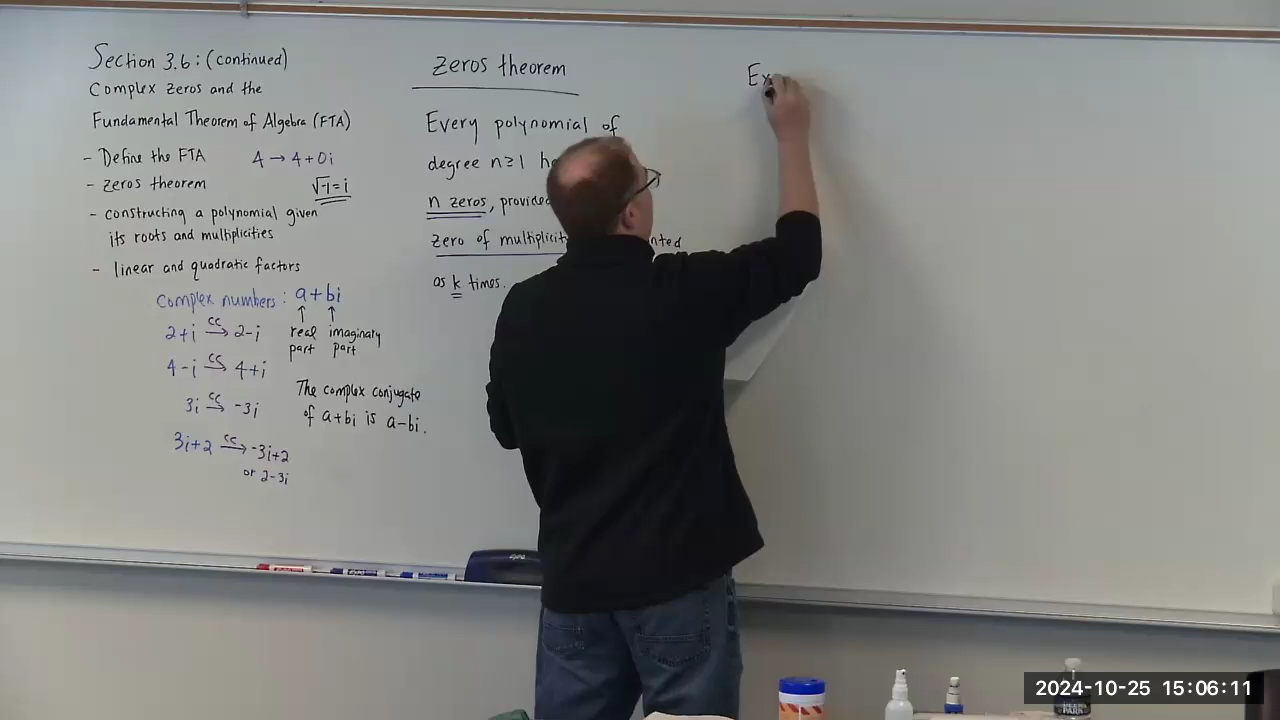 Section 3.6: (continued)
Complex zeros and the
Fundamental Theorem of Algebra (FTA)
- Define the FTA 4 → 4+0i
- zeros theorem √-1 = i
- constructing a polynomial given
its roots and multiplicities
- linear and quadratic factors
complex numbers: a+bi
↑ ↑
real imaginary
part part
2+i cc→ 2-i
4-i cc→ 4+i
3i cc→ -3i
3i+2 cc→ -3i+2
or 2-3i
The complex conjugate
of a+bi is a-bi.
zeros theorem
Every polynomial of
degree n≥1
n zeros, provided
zero of multiplicity
as k times.
Ex
2024-10-25 15:06:11